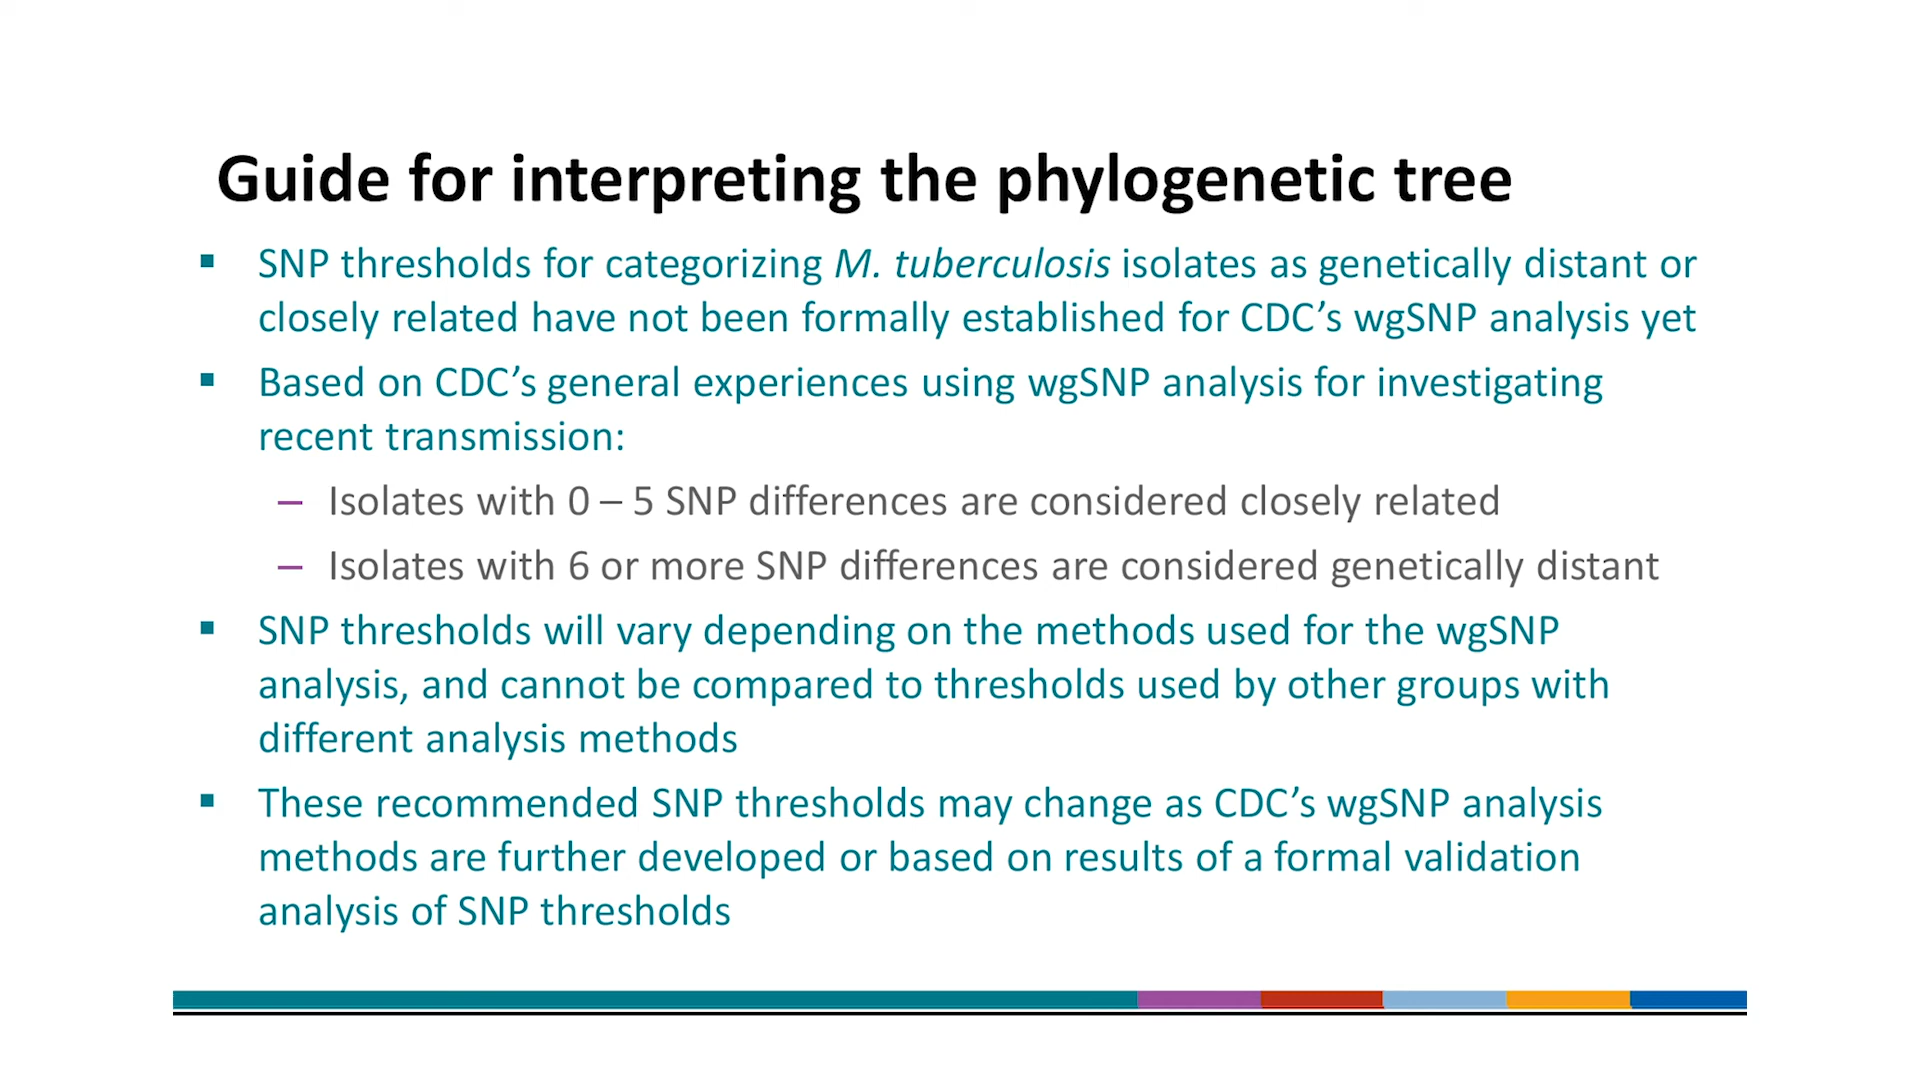 Guide for interpreting the phylogenetic tree
▪ SNP thresholds for categorizing M. tuberculosis isolates as genetically distant or
closely related have not been formally established for CDC’s wgSNP analysis yet
▪ Based on CDC’s general experiences using wgSNP analysis for investigating
recent transmission:
– Isolates with 0 – 5 SNP differences are considered closely related
– Isolates with 6 or more SNP differences are considered genetically distant
▪ SNP thresholds will vary depending on the methods used for the wgSNP
analysis, and cannot be compared to thresholds used by other groups with
different analysis methods
▪ These recommended SNP thresholds may change as CDC’s wgSNP analysis
methods are further developed or based on results of a formal validation
analysis of SNP thresholds